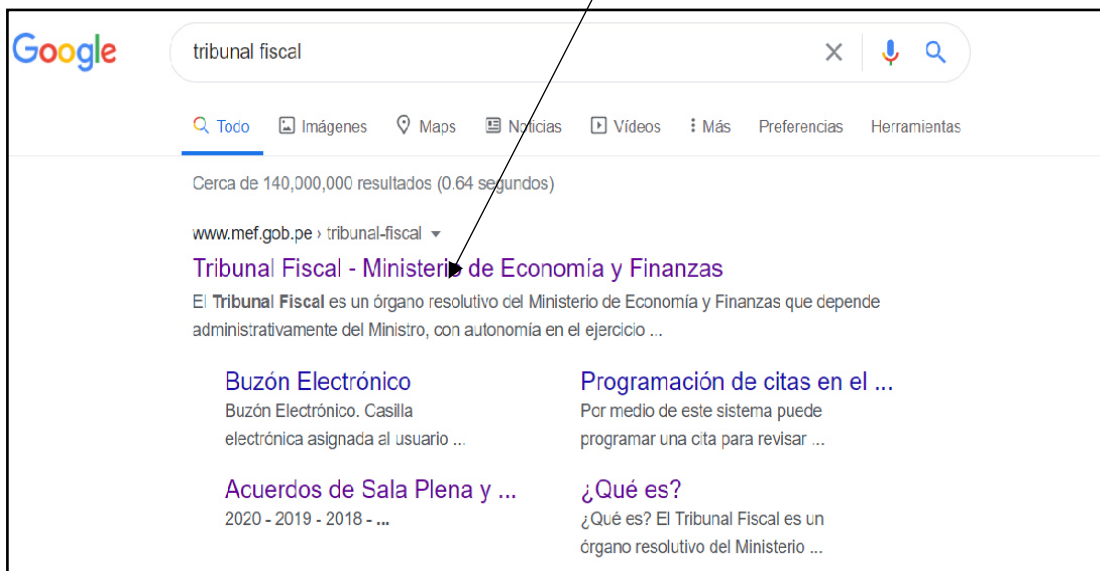 Google
tribunal fiscal
Todo Imágenes Maps Noticias Vídeos Más Preferencias Herramientas
Cerca de 140,000,000 resultados (0.64 segundos)
www.mef.gob.pe › tribunal-fiscal
Tribunal Fiscal - Ministerio de Economía y Finanzas
El Tribunal Fiscal es un órgano resolutivo del Ministerio de Economía y Finanzas que depende
administrativamente del Ministro, con autonomía en el ejercicio ...
Buzón Electrónico
Buzón Electrónico. Casilla
electrónica asignada al usuario ...
Programación de citas en el ...
Por medio de este sistema puede
programar una cita para revisar ...
Acuerdos de Sala Plena y ...
2020 - 2019 - 2018 - ...
¿Qué es?
¿Qué es? El Tribunal Fiscal es un
órgano resolutivo del Ministerio ...